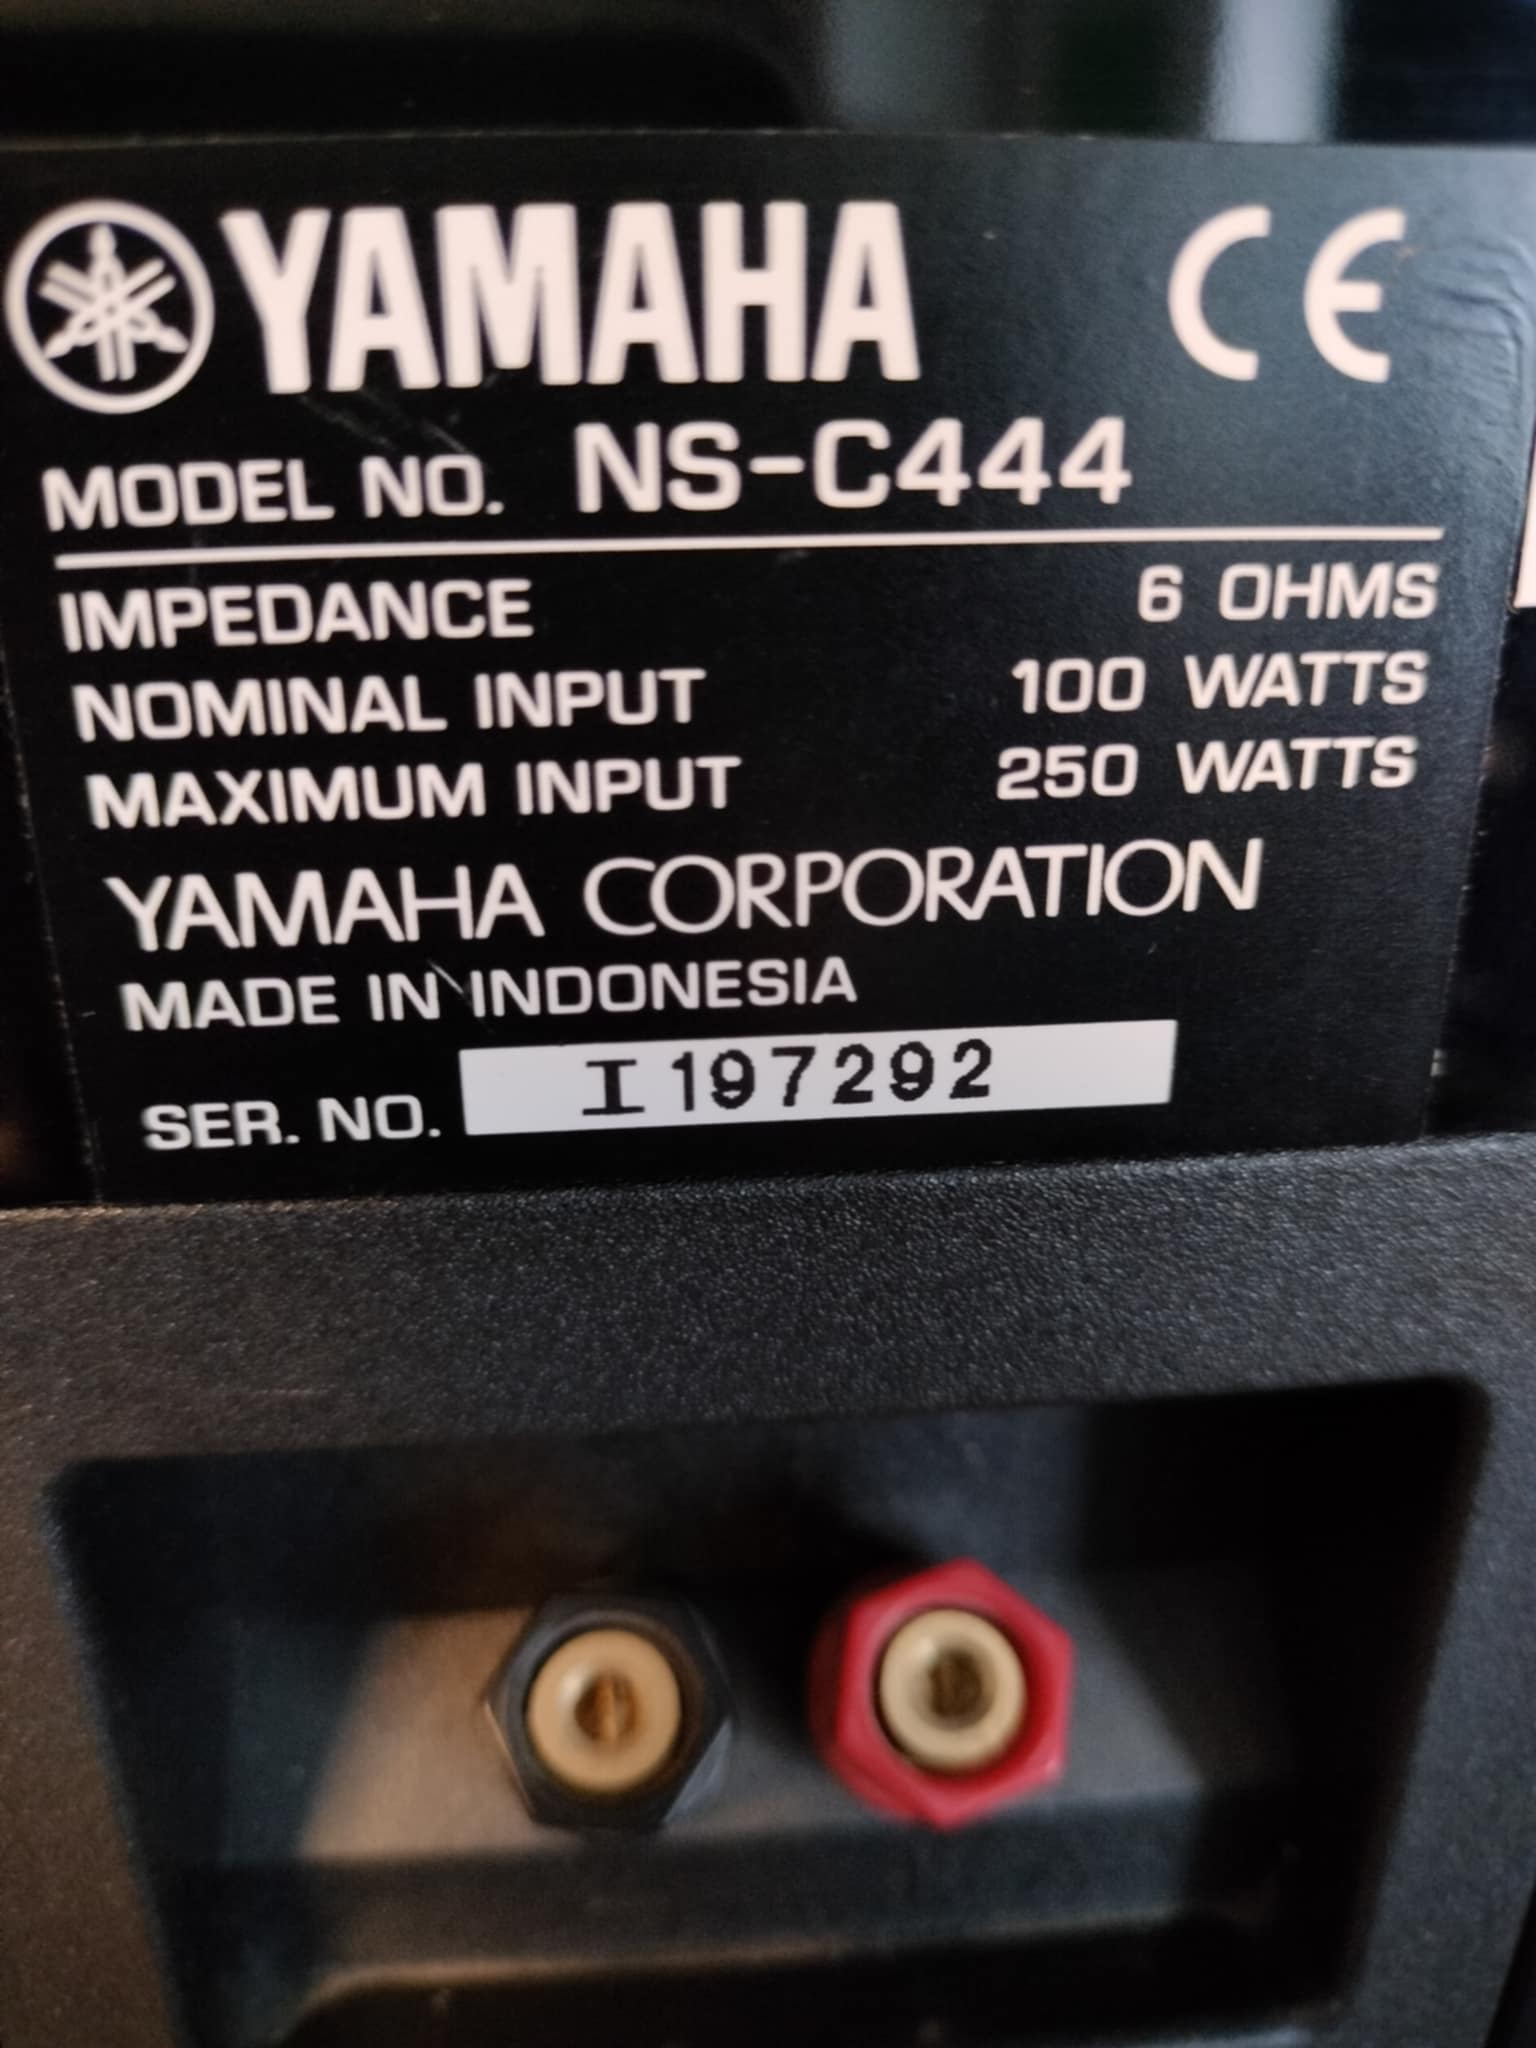 YAMAHA CE
MODEL NO. NS-C444
IMPEDANCE 6 OHMS
NOMINAL INPUT 100 WATTS
MAXIMUM INPUT 250 WATTS
YAMAHA CORPORATION
MADE IN INDONESIA
SER. NO. I197292